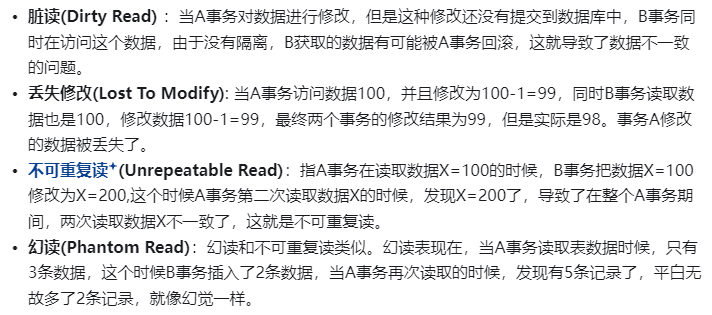 • 脏读(Dirty Read) ：当A事务对数据进行修改，但是这种修改还没有提交到数据库中，B事务同
时在访问这个数据，由于没有隔离，B获取的数据有可能被A事务回滚，这就导致了数据不一致
的问题。
• 丢失修改(Lost To Modify): 当A事务访问数据100，并且修改为100-1=99，同时B事务读取数
据也是100，修改数据100-1=99，最终两个事务的修改结果为99，但是实际是98。事务A修改
的数据被丢失了。
• 不可重复读(Unrepeatable Read)：指A事务在读取数据X=100的时候，B事务把数据X=100
修改为X=200,这个时候A事务第二次读取数据X的时候，发现X=200了，导致了在整个A事务期
间，两次读取数据X不一致了，这就是不可重复读。
• 幻读(Phantom Read)：幻读和不可重复读类似。幻读表现在，当A事务读取表数据时候，只有
3条数据，这个时候B事务插入了2条数据，当A事务再次读取的时候，发现有5条记录了，平白无
故多了2条记录，就像幻觉一样。